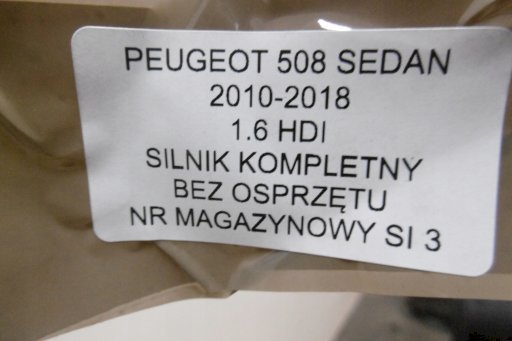 PEUGEOT 508 SEDAN
2010-2018
1.6 HDI
SILNIK KOMPLETNY
BEZ OSPRZĘTU
NR MAGAZYNOWY SI 3